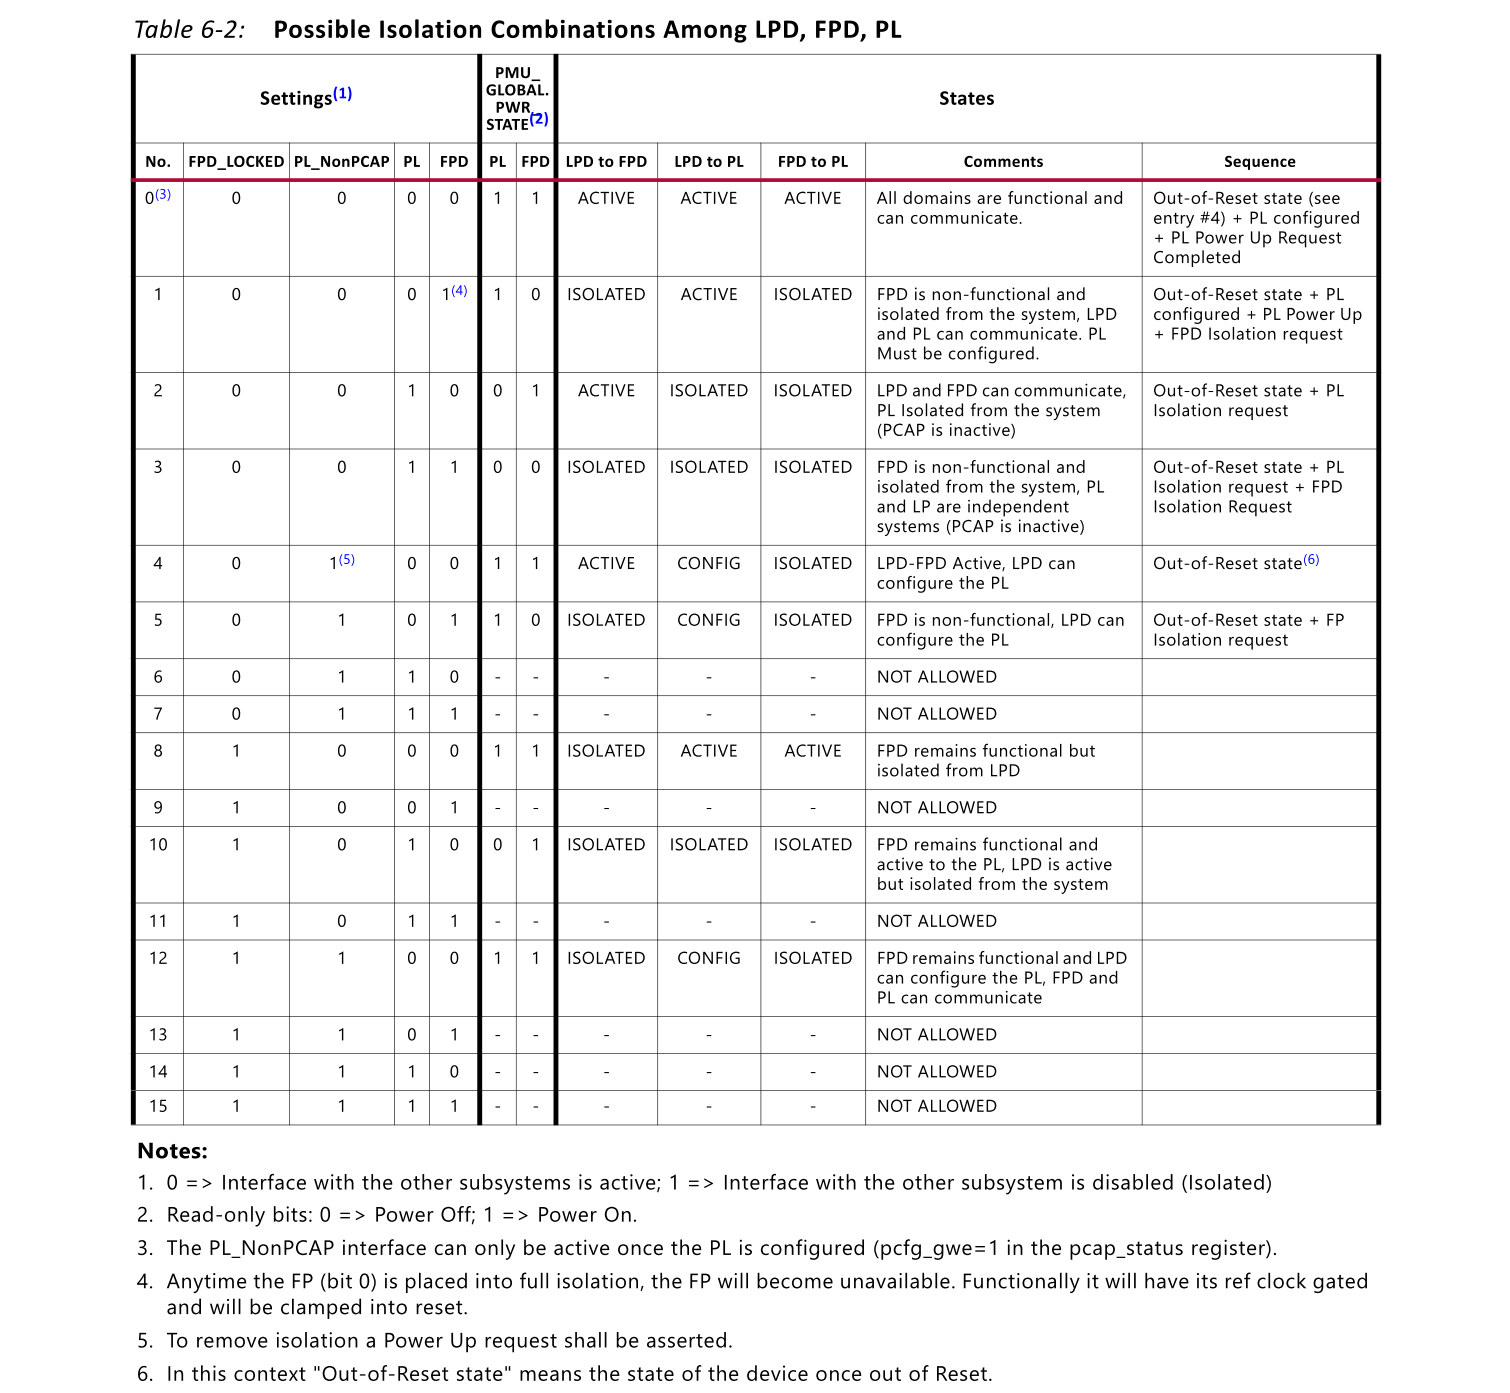 Table 6-2: Possible Isolation Combinations Among LPD, FPD, PL
Settings(1)
PMU_
GLOBAL.
PWR_
STATE(2)
States
No. FPD_LOCKED PL_NonPCAP PL FPD PL FPD LPD to FPD LPD to PL FPD to PL Comments Sequence
0(3) 0 0 0 0 1 1 ACTIVE ACTIVE ACTIVE All domains are functional and Out-of-Reset state (see
can communicate. entry #4) + PL configured
+ PL Power Up Request
Completed
1 0 0 0 1(4) 1 0 ISOLATED ACTIVE ISOLATED FPD is non-functional and Out-of-Reset state + PL
isolated from the system, LPD configured + PL Power Up
and PL can communicate. PL + FPD Isolation request
Must be configured.
2 0 0 1 0 0 1 ACTIVE ISOLATED ISOLATED LPD and FPD can communicate, Out-of-Reset state + PL
PL Isolated from the system Isolation request
(PCAP is inactive)
3 0 0 1 1 0 0 ISOLATED ISOLATED ISOLATED FPD is non-functional and Out-of-Reset state + PL
isolated from the system, PL Isolation request + FPD
and LP are independent Isolation Request
systems (PCAP is inactive)
4 0 1(5) 0 0 1 1 ACTIVE CONFIG ISOLATED LPD-FPD Active, LPD can Out-of-Reset state(6)
configure the PL
5 0 1 0 1 1 0 ISOLATED CONFIG ISOLATED FPD is non-functional, LPD can Out-of-Reset state + FP
configure the PL Isolation request
6 0 1 1 0 - - - - - NOT ALLOWED
7 0 1 1 1 - - - - - NOT ALLOWED
8 1 0 0 0 1 1 ISOLATED ACTIVE ACTIVE FPD remains functional but
isolated from LPD
9 1 0 0 1 - - - - - NOT ALLOWED
10 1 0 1 0 0 1 ISOLATED ISOLATED ISOLATED FPD remains functional and
active to the PL, LPD is active
but isolated from the system
11 1 0 1 1 - - - - - NOT ALLOWED
12 1 1 0 0 1 1 ISOLATED CONFIG ISOLATED FPD remains functional and LPD
can configure the PL, FPD and
PL can communicate
13 1 1 0 1 - - - - - NOT ALLOWED
14 1 1 1 0 - - - - - NOT ALLOWED
15 1 1 1 1 - - - - - NOT ALLOWED
Notes:
1. 0 => Interface with the other subsystems is active; 1 => Interface with the other subsystem is disabled (Isolated)
2. Read-only bits: 0 => Power Off; 1 => Power On.
3. The PL_NonPCAP interface can only be active once the PL is configured (pcfg_gwe=1 in the pcap_status register).
4. Anytime the FP (bit 0) is placed into full isolation, the FP will become unavailable. Functionally it will have its ref clock gated
and will be clamped into reset.
5. To remove isolation a Power Up request shall be asserted.
6. In this context "Out-of-Reset state" means the state of the device once out of Reset.